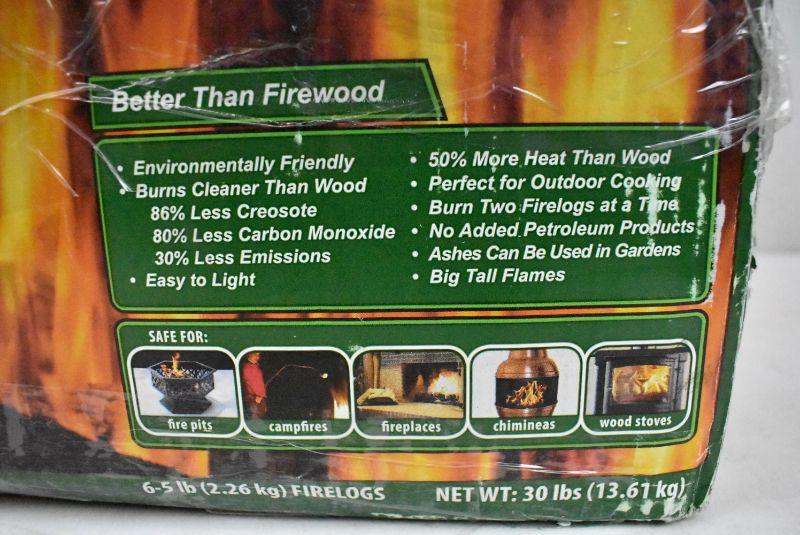 Better Than Firewood
• Environmentally Friendly
• Burns Cleaner Than Wood
86% Less Creosote
80% Less Carbon Monoxide
30% Less Emissions
• Easy to Light
• 50% More Heat Than Wood
• Perfect for Outdoor Cooking
• Burn Two Firelogs at a Time
• No Added Petroleum Products
• Ashes Can Be Used in Gardens
• Big Tall Flames
SAFE FOR:
fire pits
campfires
fireplaces
chimineas
wood stoves
6-5 lb (2.26 kg) FIRELOGS
NET WT: 30 lbs (13.61 kg)